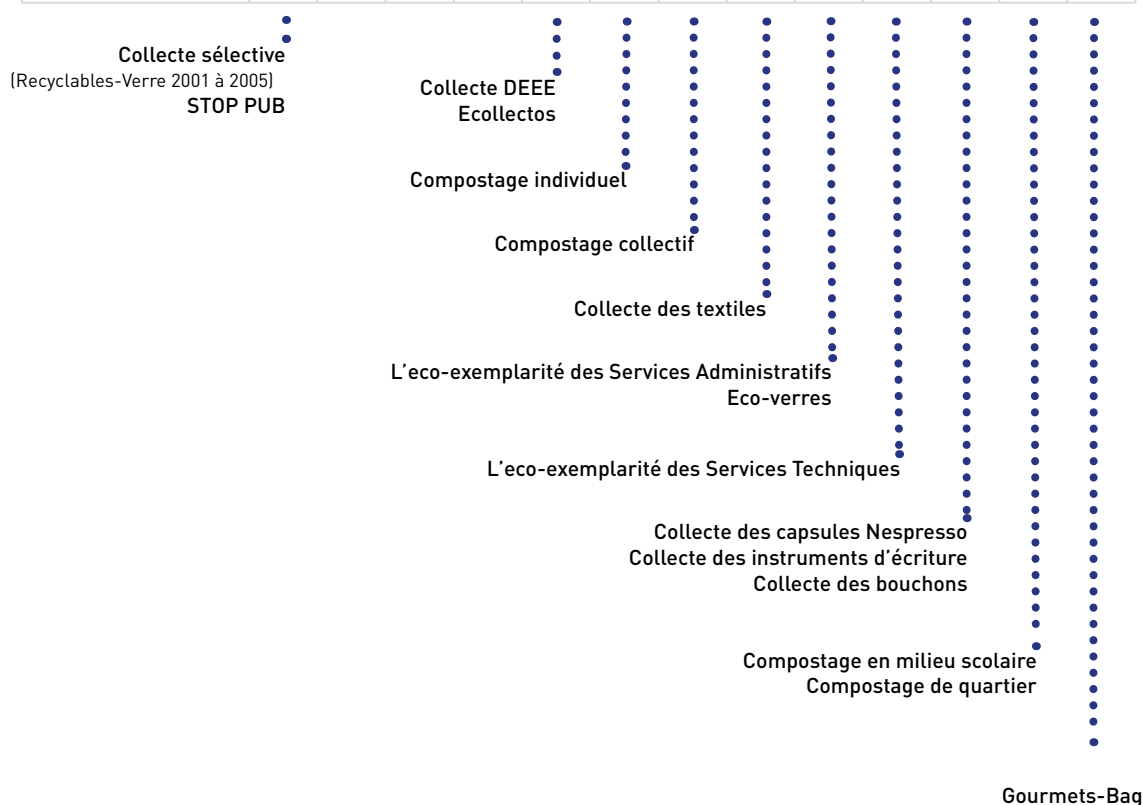 Collecte sélective
(Recyclables-Verre 2001 à 2005)
STOP PUB
Collecte DEEE
Ecollectos
Compostage individuel
Compostage collectif
Collecte des textiles
L'eco-exemplarité des Services Administratifs
Eco-verres
L'eco-exemplarité des Services Techniques
Collecte des capsules Nespresso
Collecte des instruments d'écriture
Collecte des bouchons
Compostage en milieu scolaire
Compostage de quartier
Gourmets-Bag